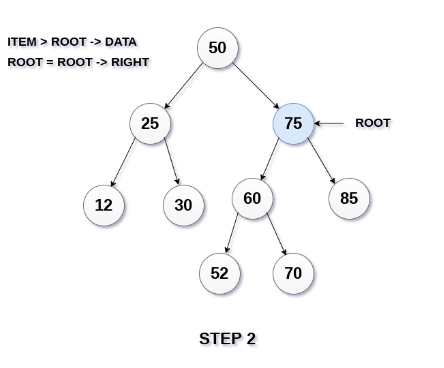 ITEM > ROOT -> DATA
ROOT = ROOT -> RIGHT
50
25
75
ROOT
12
30
60
85
52
70
STEP 2